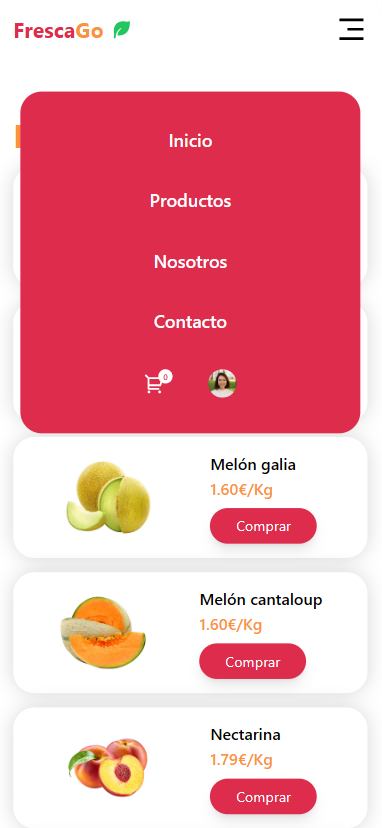 FrescaGo
Inicio
Productos
Nosotros
Contacto
0
Melón galia
1.60€/Kg
Comprar
Melón cantaloup
1.60€/Kg
Comprar
Nectarina
1.79€/Kg
Comprar